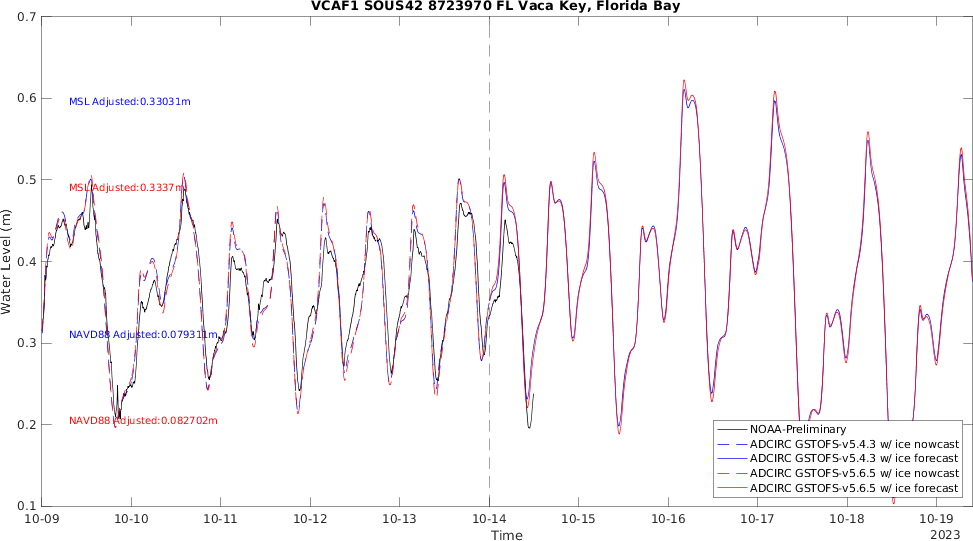 VCAF1 SOUS42 8723970 FL Vaca Key, Florida Bay
0.7
0.6
0.5
0.4
0.3
0.2
0.1
Water Level (m)
MSL Adjusted:0.33031m
MSL Adjusted:0.3337m
NAVD88 Adjusted:0.079311m
NAVD88 Adjusted:0.082702m
NOAA-Preliminary
ADCIRC GSTOFS-v5.4.3 w/ ice nowcast
ADCIRC GSTOFS-v5.4.3 w/ ice forecast
ADCIRC GSTOFS-v5.6.5 w/ ice nowcast
ADCIRC GSTOFS-v5.6.5 w/ ice forecast
10-09 10-10 10-11 10-12 10-13 10-14 10-15 10-16 10-17 10-18 10-19
Time
2023